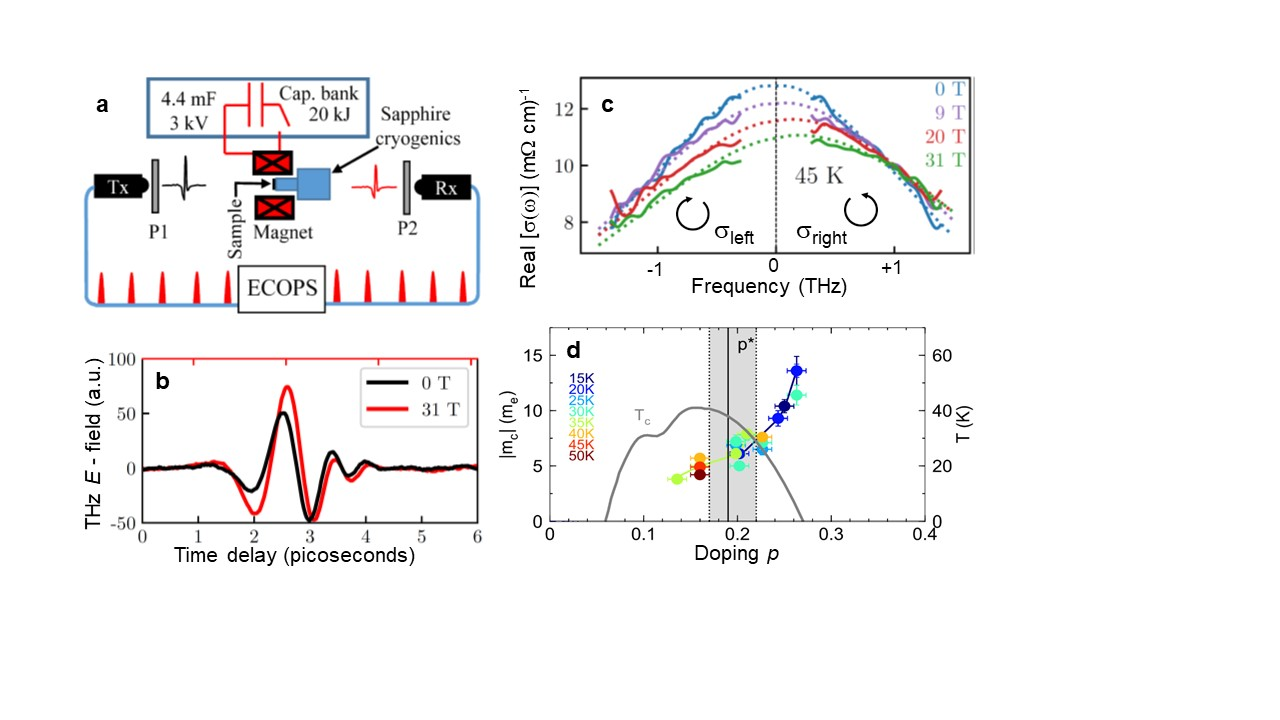 a
4.4 mF
3 kV
Cap. bank
20 kJ
Sapphire
cryogenics
Tx
Rx
P1
Sample
Magnet
P2
ECOPS
b
THz E - field (a.u.)
100
50
0
-50
0 T
31 T
0 1 2 3 4 5 6
Time delay (picoseconds)
c
Real [σ(ω)] (mΩ cm)-1
12
10
8
0 T
9 T
20 T
31 T
45 K
σleft
σright
-1 0 +1
Frequency (THz)
d
|mc| (me)
15
10
5
0
15K
20K
25K
30K
35K
40K
45K
50K
Tc
p*
60
40
20
0
T (K)
0 0.1 0.2 0.3 0.4
Doping p